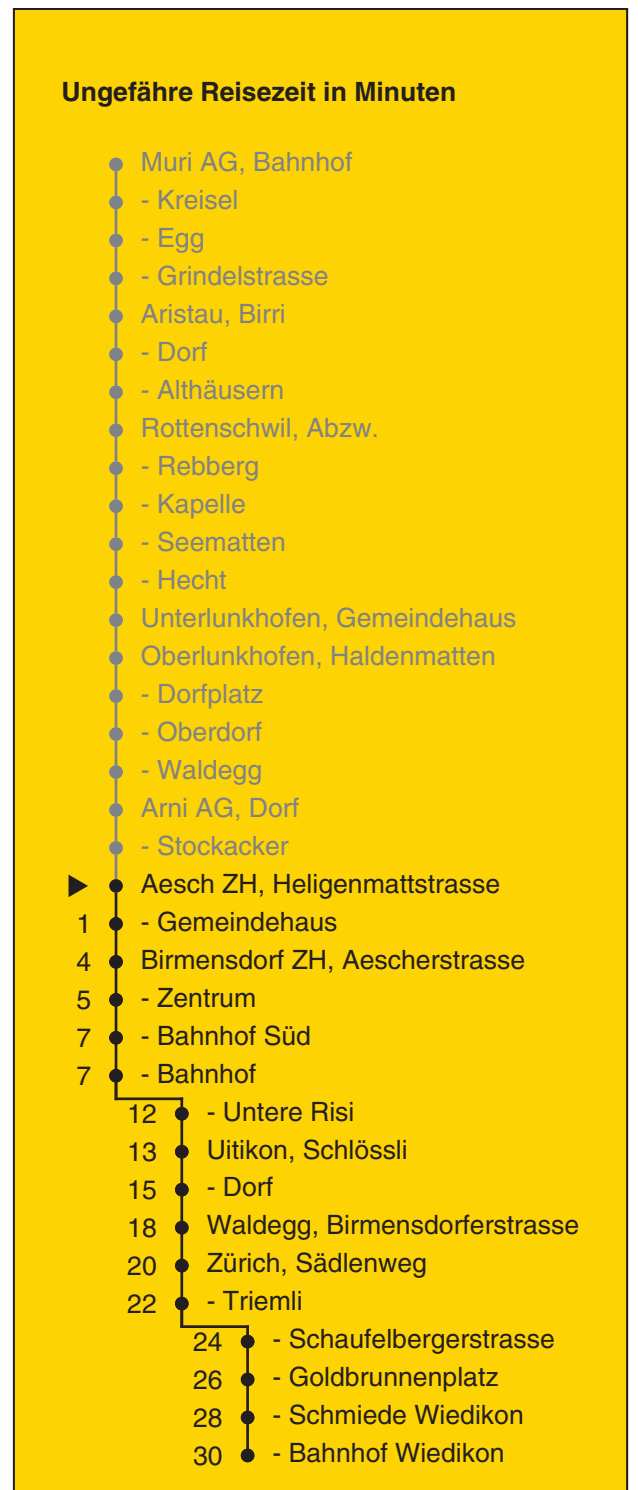 Ungefähre Reisezeit in Minuten
Muri AG, Bahnhof
- Kreisel
- Egg
- Grindelstrasse
Aristau, Birri
- Dorf
- Althäusern
Rottenschwil, Abzw.
- Rebberg
- Kapelle
- Seematten
- Hecht
Unterlunkhofen, Gemeindehaus
Oberlunkhofen, Haldenmatten
- Dorfplatz
- Oberdorf
- Waldegg
Arni AG, Dorf
- Stockacker
Aesch ZH, Heligenmattstrasse
1 - Gemeindehaus
4 Birmensdorf ZH, Aescherstrasse
5 - Zentrum
7 - Bahnhof Süd
7 - Bahnhof
12 - Untere Risi
13 Uitikon, Schlössli
15 - Dorf
18 Waldegg, Birmensdorferstrasse
20 Zürich, Sädlenweg
22 - Triemli
24 - Schaufelbergerstrasse
26 - Goldbrunnenplatz
28 - Schmiede Wiedikon
30 - Bahnhof Wiedikon